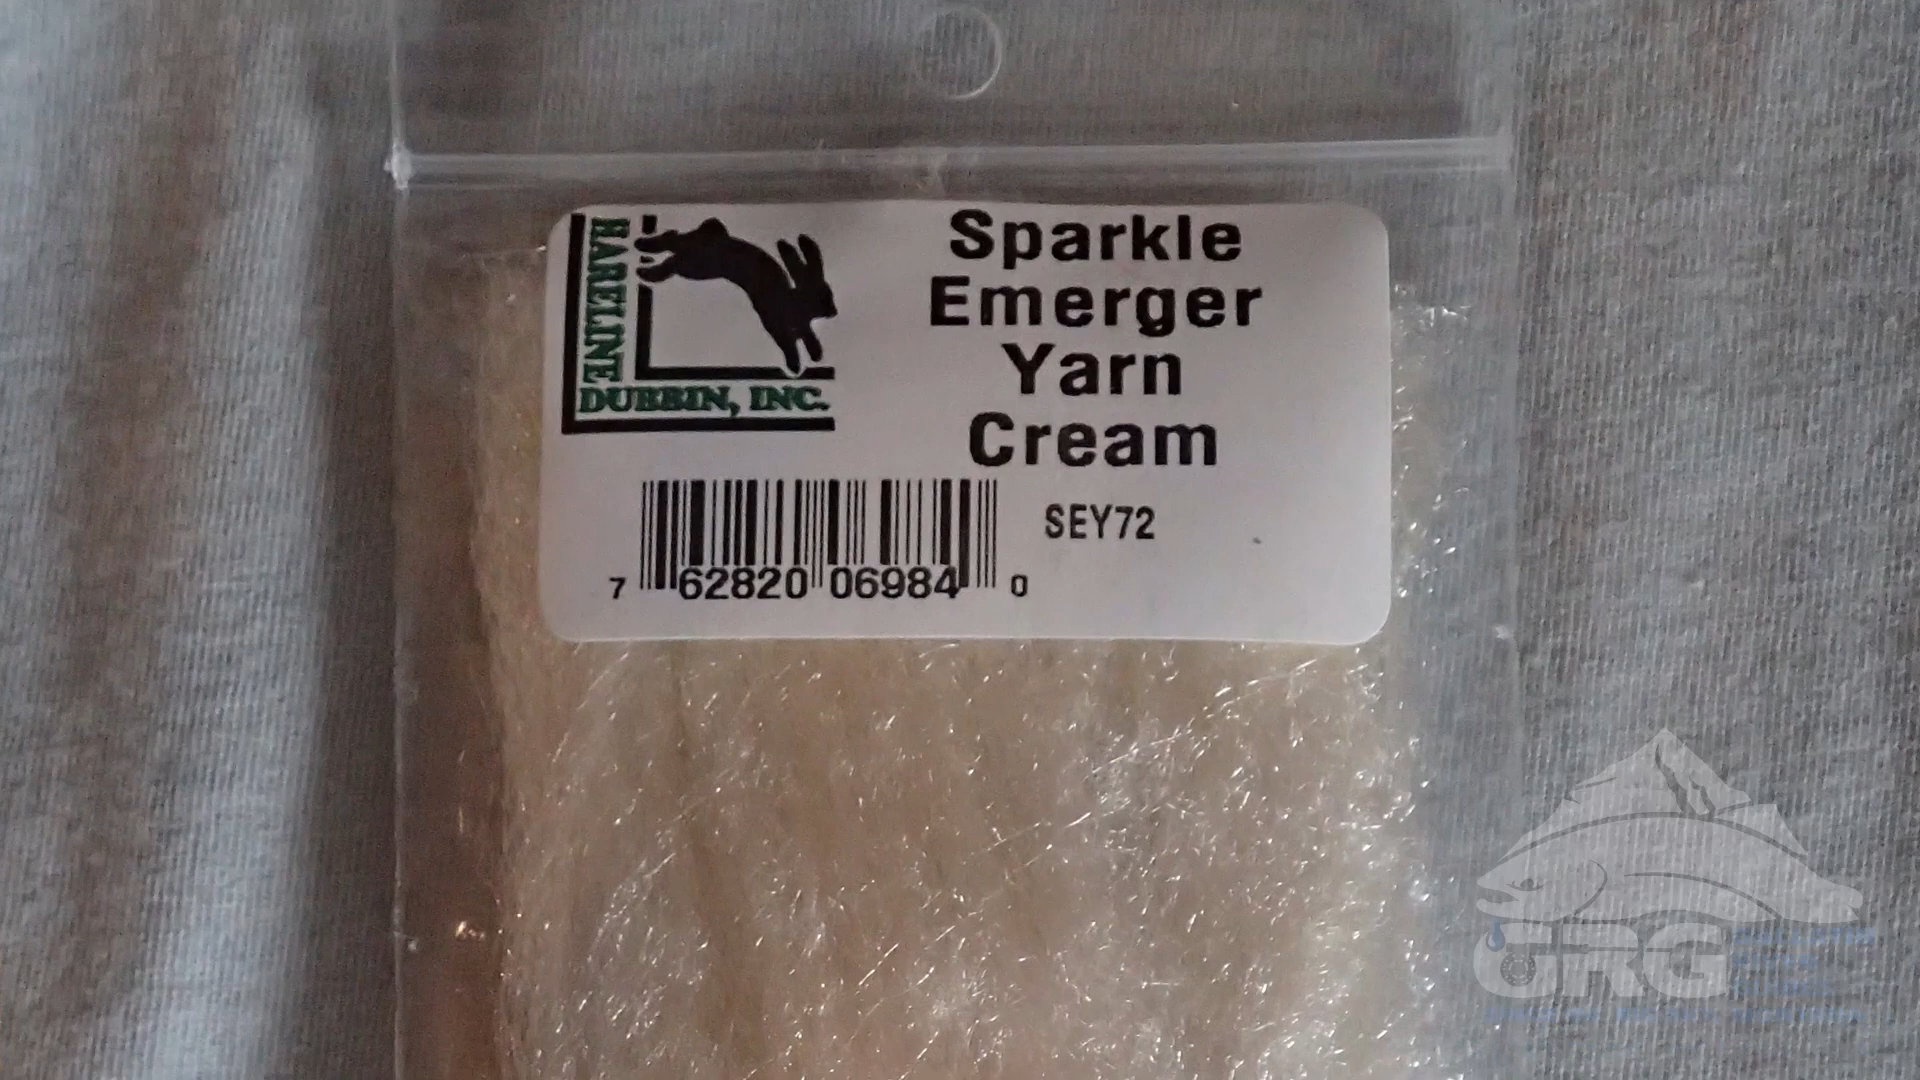 HARELINE
DUBBIN, INC.
Sparkle
Emerger
Yarn
Cream
SEY72
7 62820 06984 0
GRG